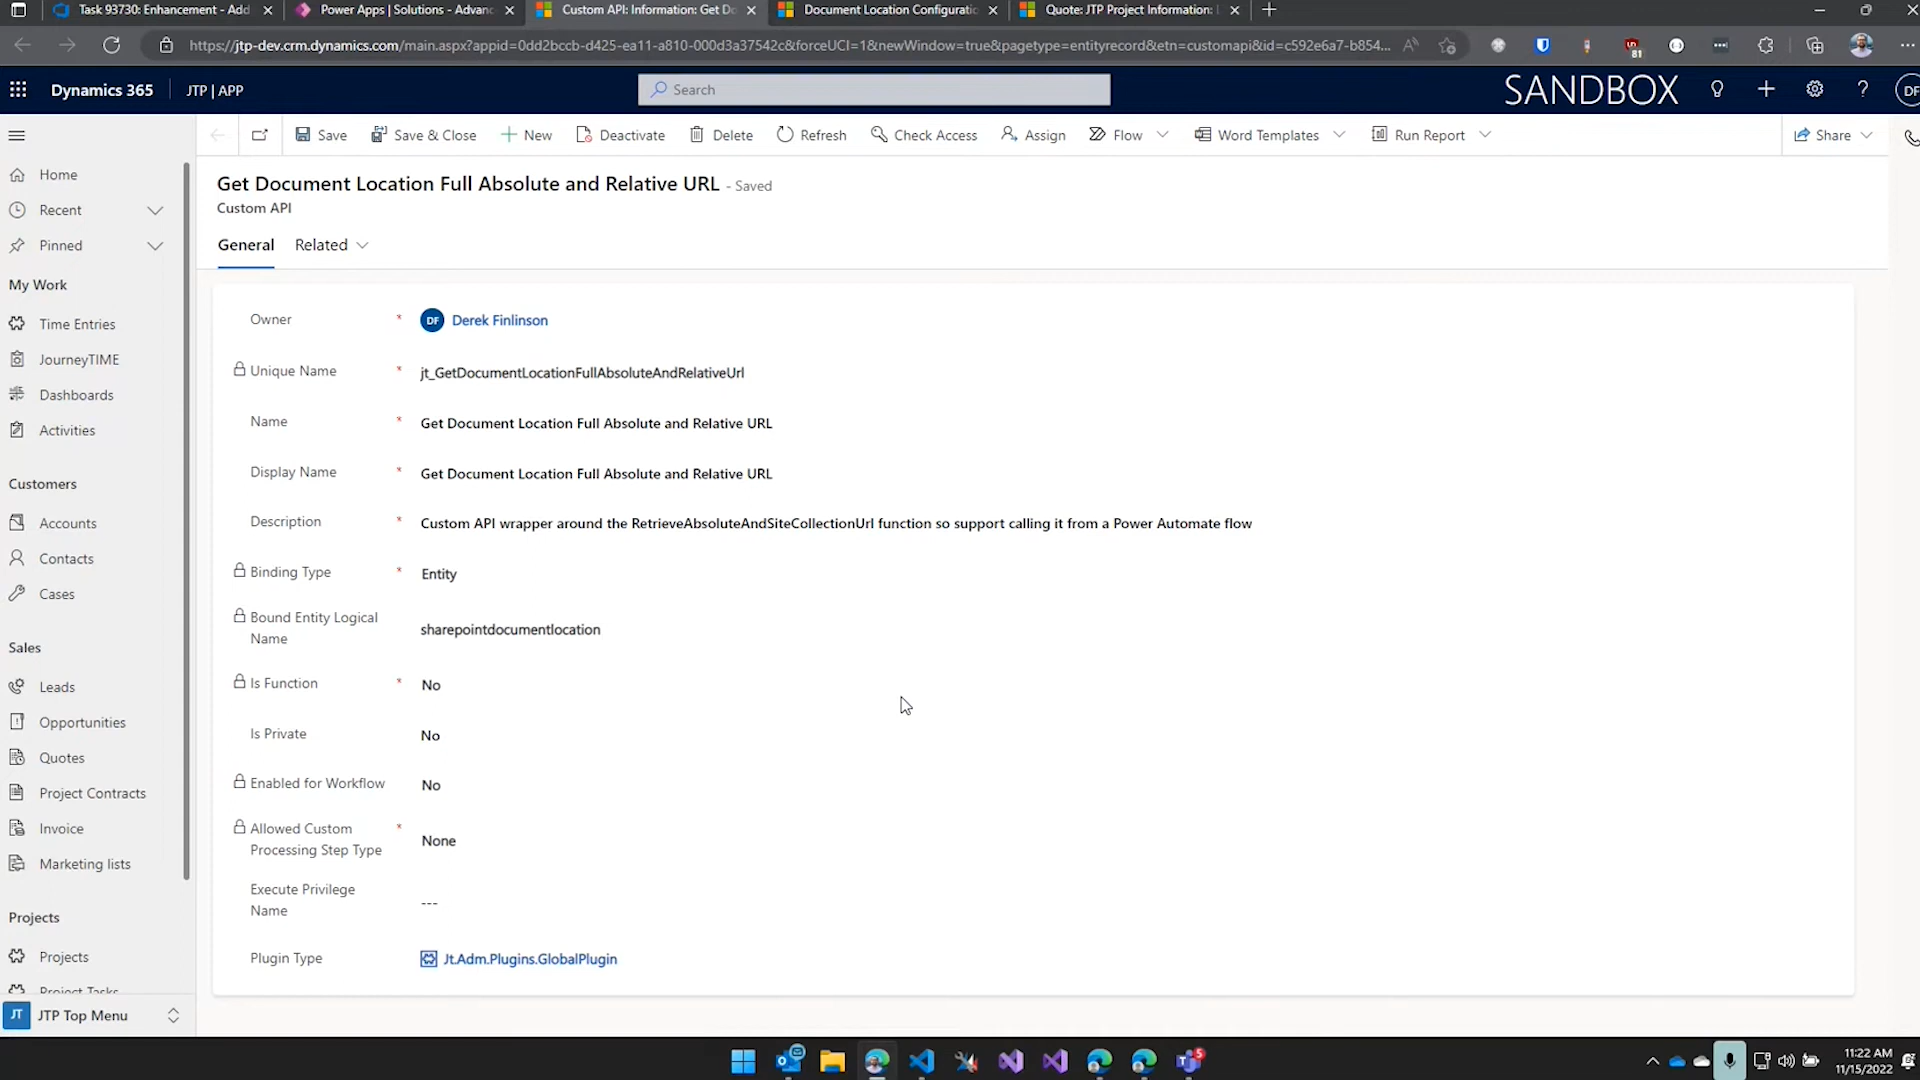 Task 93730: Enhancement - Add
Power Apps | Solutions - Advanc
Custom API: Information: Get Do
Document Location Configuratio
Quote: JTP Project Information:
https://jtp-dev.crm.dynamics.com/main.aspx?appid=0dd2bccb-d425-ea11-a810-000d3a37542c&forceUCI=1&newWindow=true&pagetype=entityrecord&etn=customapi&id=c592e6a7-b854...
81
Dynamics 365
JTP | APP
Search
SANDBOX
DF
Save
Save & Close
New
Deactivate
Delete
Refresh
Check Access
Assign
Flow
Word Templates
Run Report
Share
Home
Recent
Pinned
My Work
Time Entries
JourneyTIME
Dashboards
Activities
Customers
Accounts
Contacts
Cases
Sales
Leads
Opportunities
Quotes
Project Contracts
Invoice
Marketing lists
Projects
Projects
Project Tasks
JT JTP Top Menu
Get Document Location Full Absolute and Relative URL - Saved
Custom API
General Related
Owner * DF Derek Finlinson
Unique Name * jt_GetDocumentLocationFullAbsoluteAndRelativeUrl
Name * Get Document Location Full Absolute and Relative URL
Display Name * Get Document Location Full Absolute and Relative URL
Description * Custom API wrapper around the RetrieveAbsoluteAndSiteCollectionUrl function so support calling it from a Power Automate flow
Binding Type * Entity
Bound Entity Logical
Name
sharepointdocumentlocation
Is Function * No
Is Private No
Enabled for Workflow No
Allowed Custom *
Processing Step Type
None
Execute Privilege
Name
---
Plugin Type Jt.Adm.Plugins.GlobalPlugin
5
11:22 AM
11/15/2022